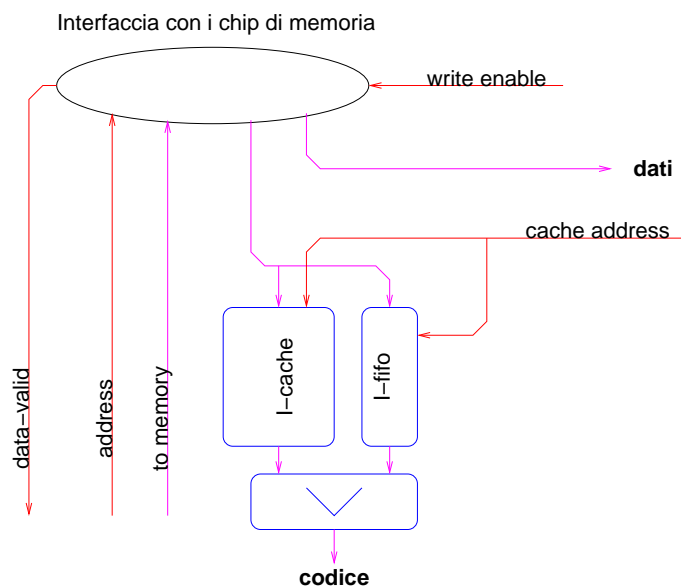 Interfaccia con i chip di memoria
write enable
dati
cache address
data−valid
address
to memory
I−cache
I−fifo
codice